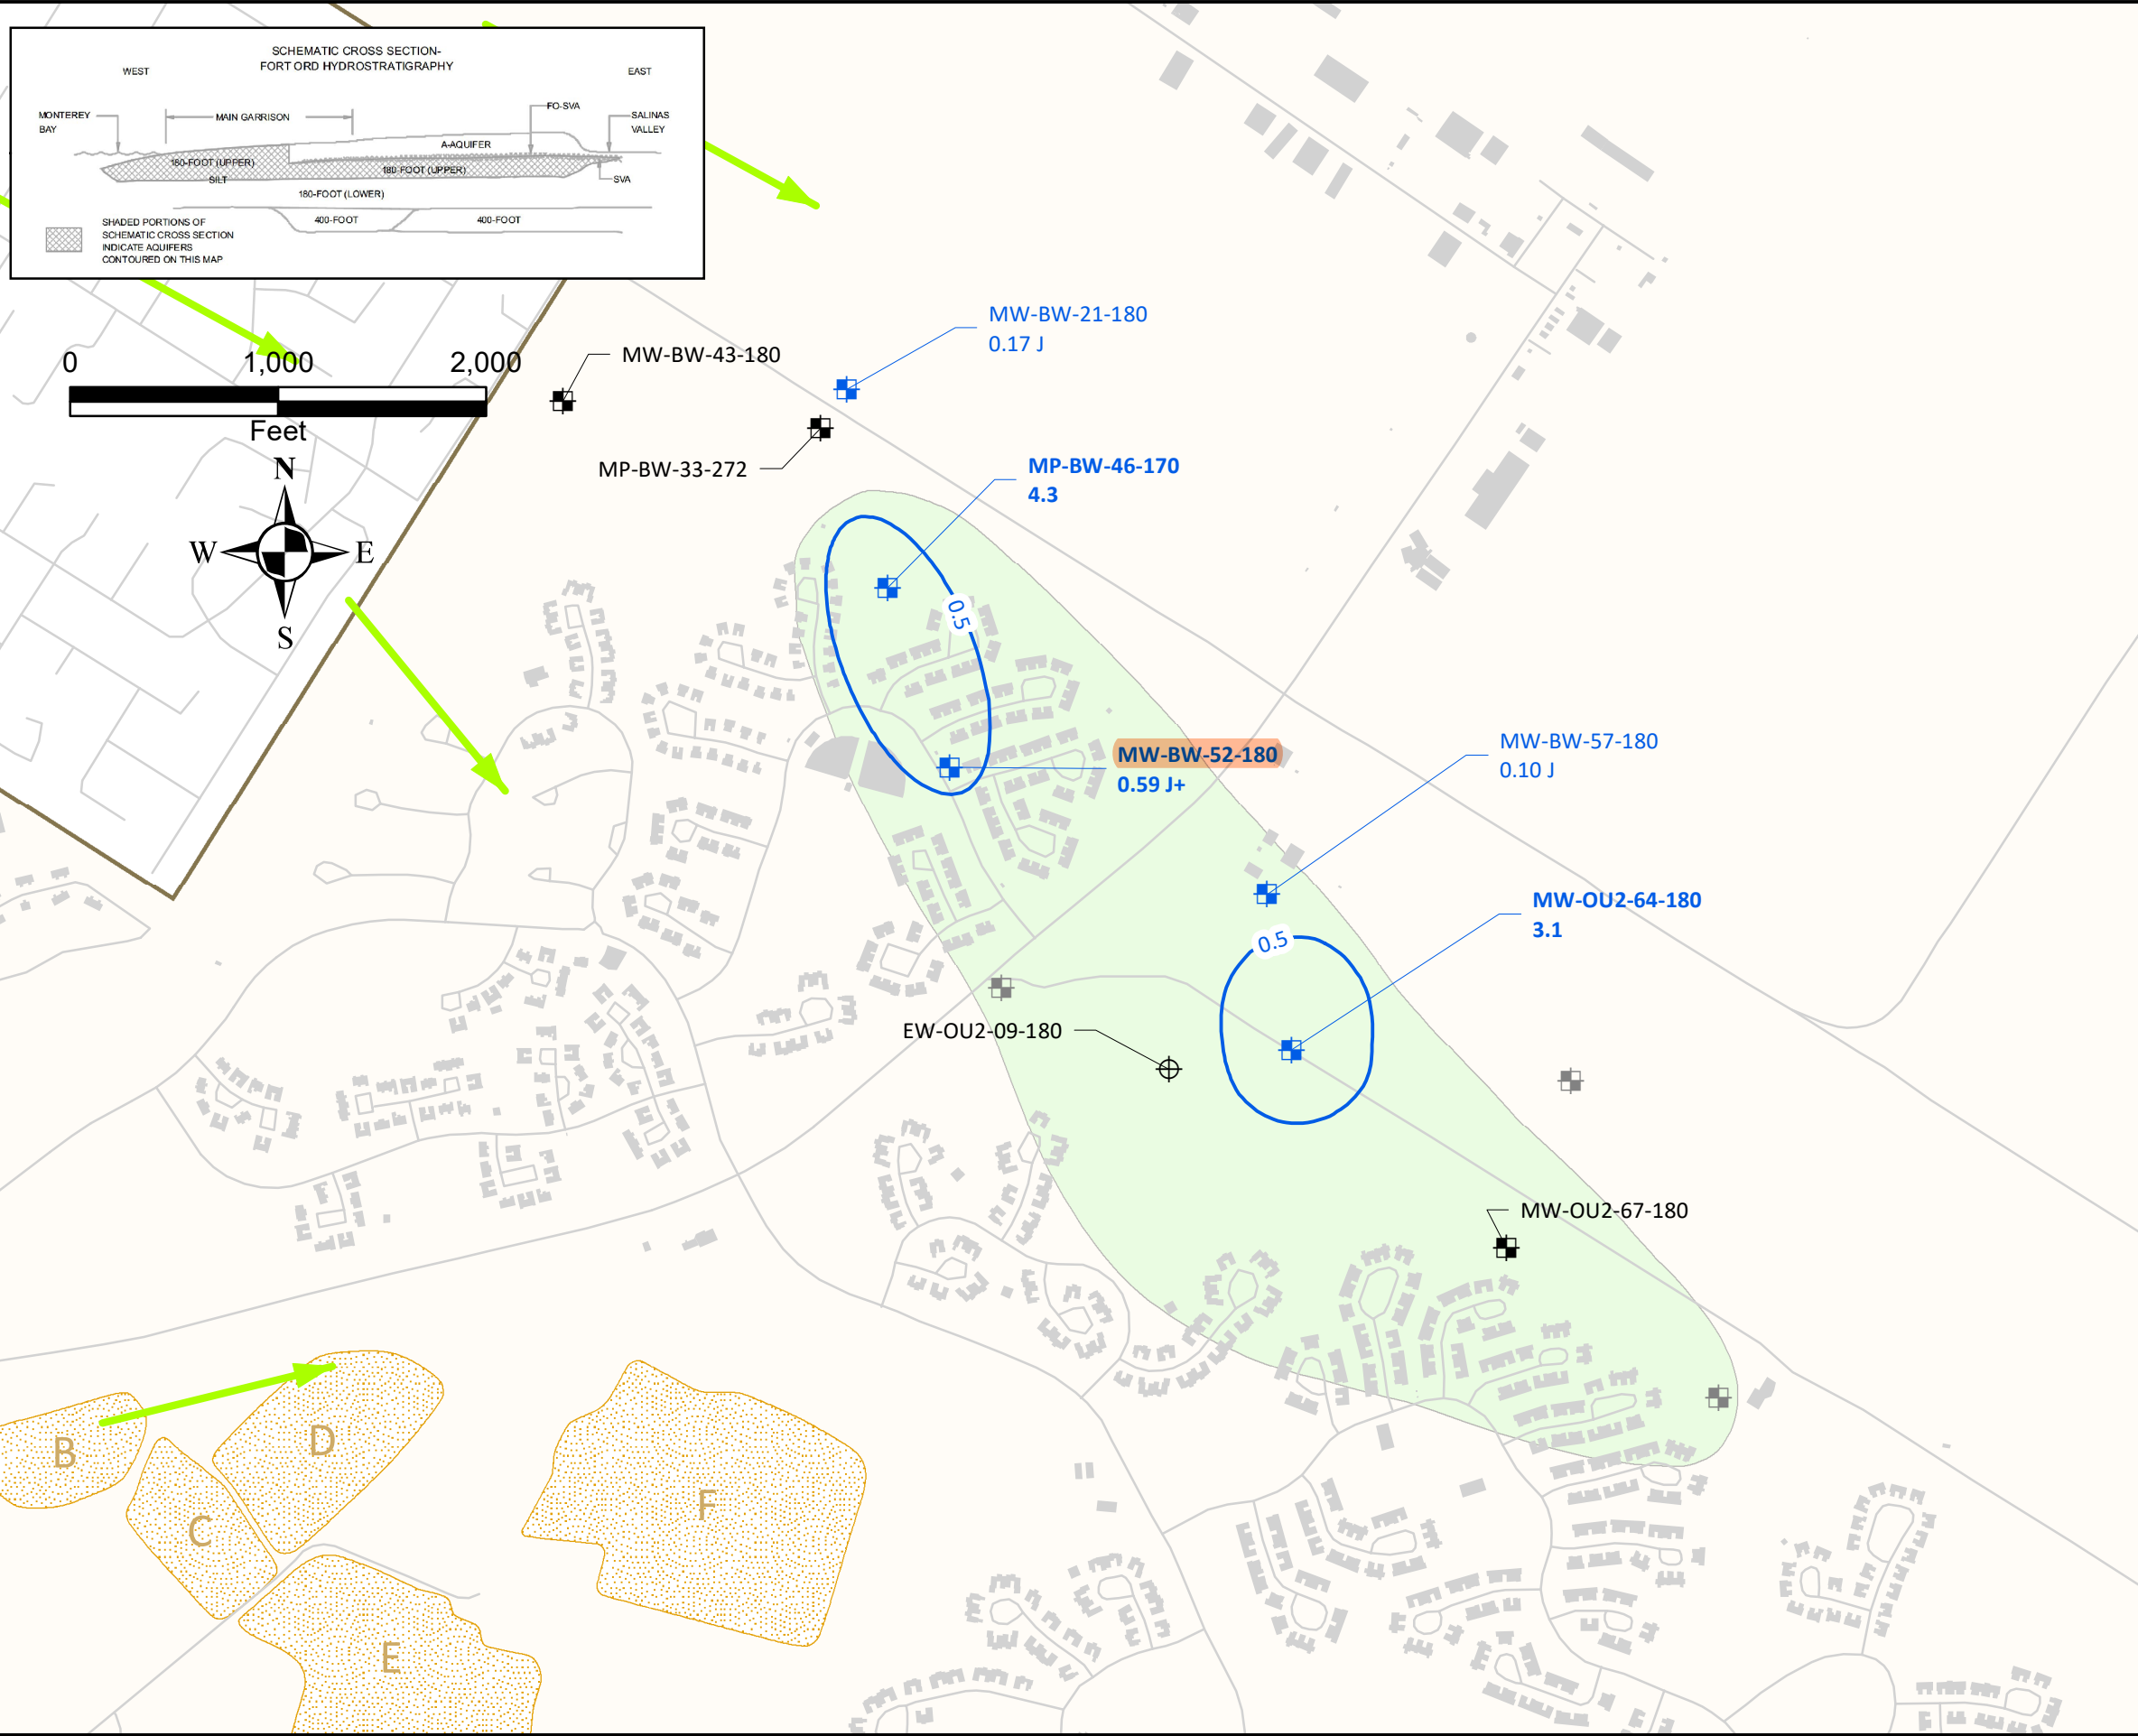 SCHEMATIC CROSS SECTION-
FORT ORD HYDROSTRATIGRAPHY
WEST
EAST
MONTEREY
BAY
MAIN GARRISON
FO-SVA
SALINAS
VALLEY
A-AQUIFER
180-FOOT (UPPER)
180-FOOT (UPPER)
SILT
SVA
180-FOOT (LOWER)
400-FOOT
400-FOOT
SHADED PORTIONS OF
SCHEMATIC CROSS SECTION
INDICATE AQUIFERS
CONTOURED ON THIS MAP
0
1,000
2,000
Feet
N
W
E
S
MW-BW-43-180
MW-BW-21-180
0.17 J
MP-BW-33-272
MP-BW-46-170
4.3
0.5
MW-BW-52-180
0.59 J+
MW-BW-57-180
0.10 J
MW-OU2-64-180
3.1
0.5
EW-OU2-09-180
MW-OU2-67-180
B
D
C
F
E